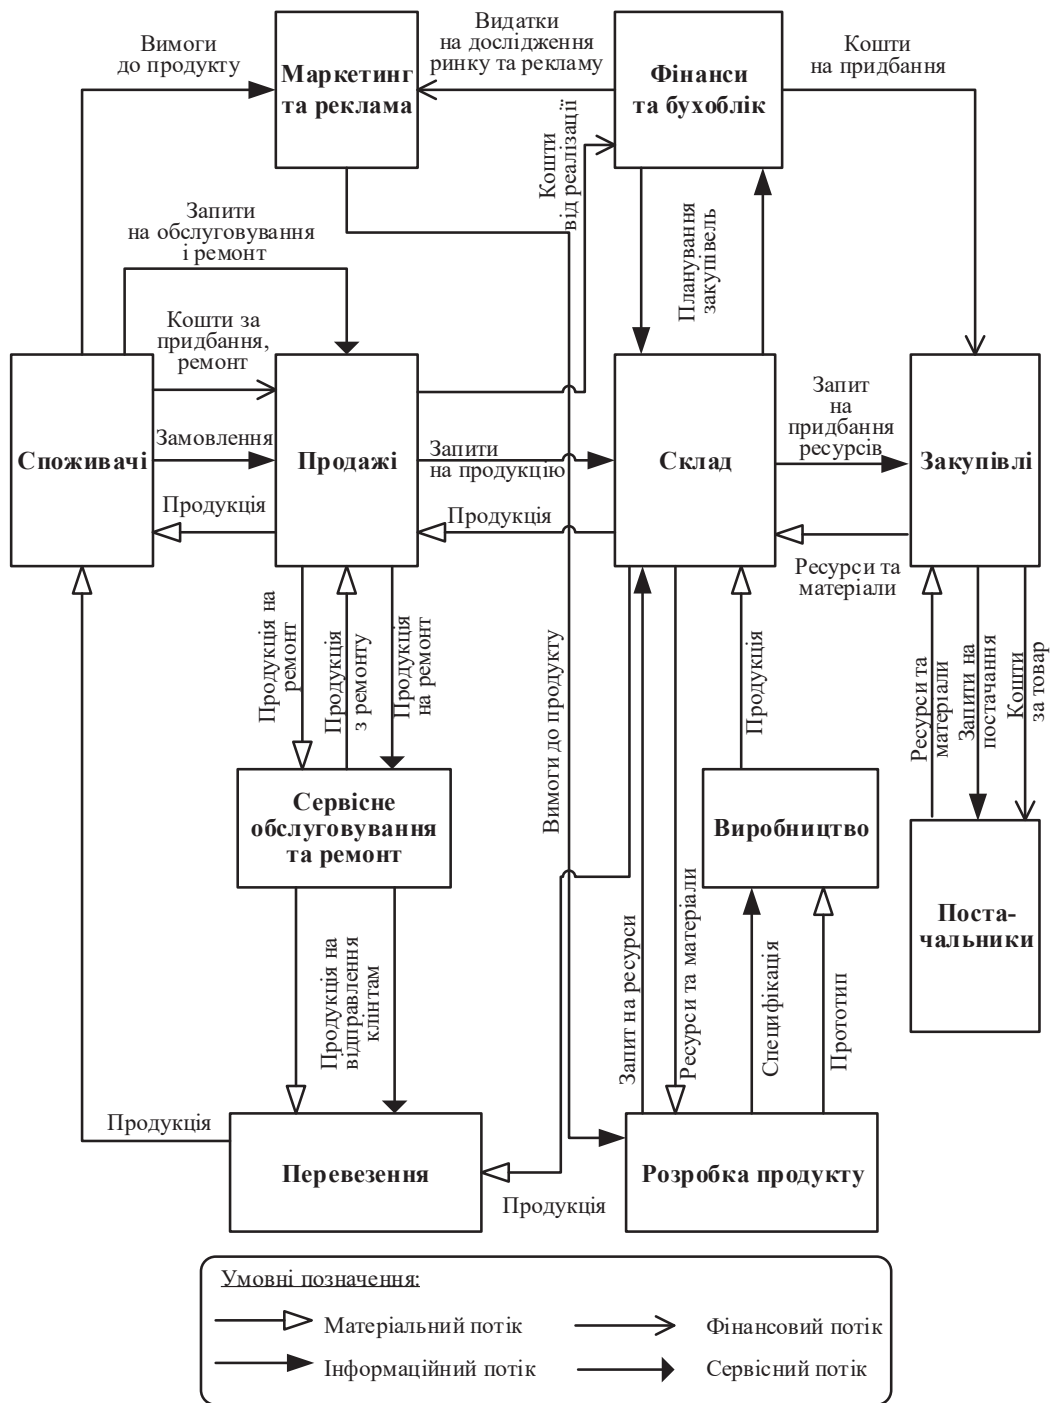 Вимоги
до продукту
Маркетинг
та реклама
Видатки
на дослідження
ринку та рекламу
Фінанси
та бухоблік
Кошти
на придбання
Кошти
від реалізації
Запити
на обслуговування
і ремонт
Планування
закупівель
Кошти за
придбання,
ремонт
Споживачі
Замовлення
Продажі
Запити
на продукцію
Склад
Запит
на
придбання
ресурсів
Закупівлі
Продукція
Продукція
Ресурси та
матеріали
Продукція на
ремонт
Продукція
з ремонту
Продукція
на ремонт
Вимоги до продукту
Продукція
Ресурси та
матеріали
Запити на
постачання
Кошти
за товар
Сервісне
обслуговування
та ремонт
Виробництво
Поста-
чальники
Продукція на
відправлення
клінтам
Запит на ресурси
Ресурси та матеріали
Специфікація
Прототип
Продукція
Перевезення
Продукція
Розробка продукту
Умовні позначення:
Матеріальний потік
Фінансовий потік
Інформаційний потік
Сервісний потік